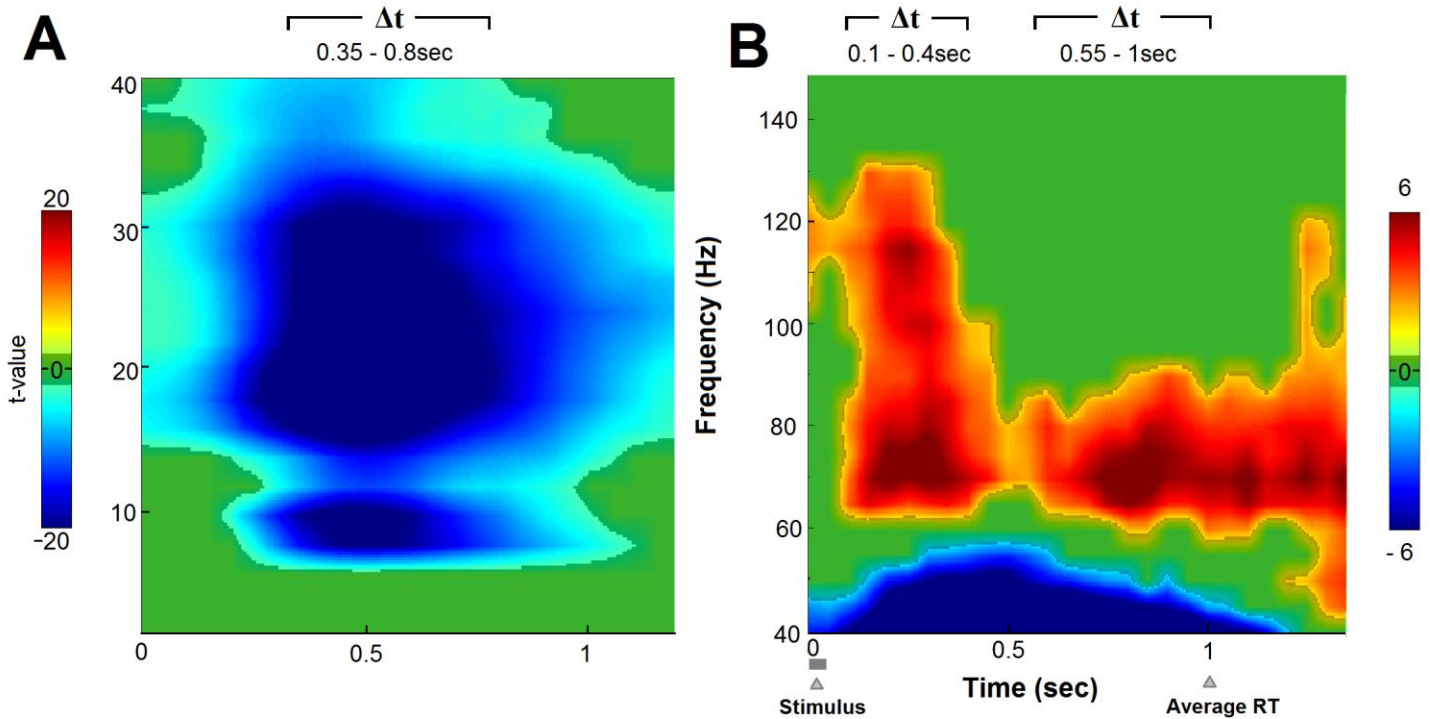 A
Δt
0.35 - 0.8sec
40
30
20
10
0
0.5
1
20
0
-20
t-value
B
Δt
0.1 - 0.4sec
Δt
0.55 - 1sec
Frequency (Hz)
140
120
100
80
60
40
0
0.5
1
Time (sec)
Stimulus
Average RT
6
0
- 6